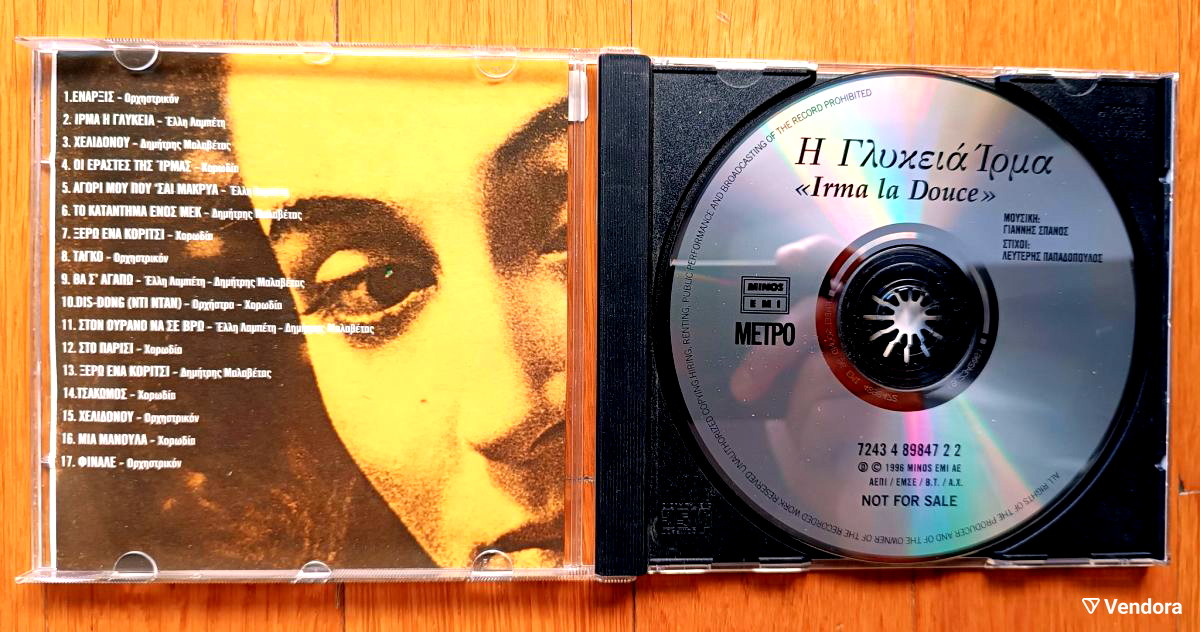 1.ΕΝΑΡΞΙΣ - Ορχηστρικόν
2. ΙΡΜΑ Η ΓΛΥΚΕΙΑ - Έλλη Λαμπέτη
3. ΧΕΛΙΔΟΝΟΥ - Δημήτρης Μαλαβέτας
4. ΟΙ ΕΡΑΣΤΕΣ ΤΗΣ ΊΡΜΑΣ - Χορωδία
5. ΑΓΟΡΙ ΜΟΥ ΠΟΥ 'ΣΑΙ ΜΑΚΡΥΑ - Έλλη
6. ΤΟ ΚΑΤΑΝΤΗΜΑ ΕΝΟΣ ΜΕΚ - Δημήτρης Μαλαβέτας
7. ΞΕΡΩ ΕΝΑ ΚΟΡΙΤΣΙ - Χορωδία
8. ΤΑΓΚΟ - Ορχηστρικόν
9. ΘΑ Σ' ΑΓΑΠΩ - Έλλη Λαμπέτη - Δημήτρης Μαλαβέτας
10.DIS-DONG (ΝΤΙ ΝΤΑΝ) - Ορχήστρα - Χορωδία
11. ΣΤΟΝ ΟΥΡΑΝΟ ΝΑ ΣΕ ΒΡΩ - Έλλη Λαμπέτη - Δημήτρης Μαλαβέτας
12. ΣΤΟ ΠΑΡΙΣΙ - Χορωδία
13. ΞΕΡΩ ΕΝΑ ΚΟΡΙΤΣΙ - Δημήτρης Μαλαβέτας
14.ΤΣΑΚΩΜΟΣ - Χορωδία
15. ΧΕΛΙΔΟΝΟΥ - Ορχηστρικόν
16. ΜΙΑ ΜΑΝΟΥΛΑ - Χορωδία
17. ΦΙΝΑΛΕ - Ορχηστρικόν
Η Γλυκειά Ίρμα
«Irma la Douce»
ΜΟΥΣΙΚΗ:
ΓΙΑΝΝΗΣ ΣΠΑΝΟΣ
ΣΤΙΧΟΙ:
ΛΕΥΤΕΡΗΣ ΠΑΠΑΔΟΠΟΥΛΟΣ
MINOS
EMI
ΜΕΤΡΟ
7243 4 89847 2 2
℗ © 1996 MINOS EMI AE
ΑΕΠΙ / ΕΜΣΕ / Β.Τ. / Α.Χ.
NOT FOR SALE
ALL RIGHTS OF THE PRODUCER AND OF THE OWNER OF THE RECORDED WORK RESERVED UNAUTHORIZED COPYING HIRING, RENTING, PUBLIC PERFORMANCE AND BROADCASTING OF THE RECORD PROHIBITED
Vendora